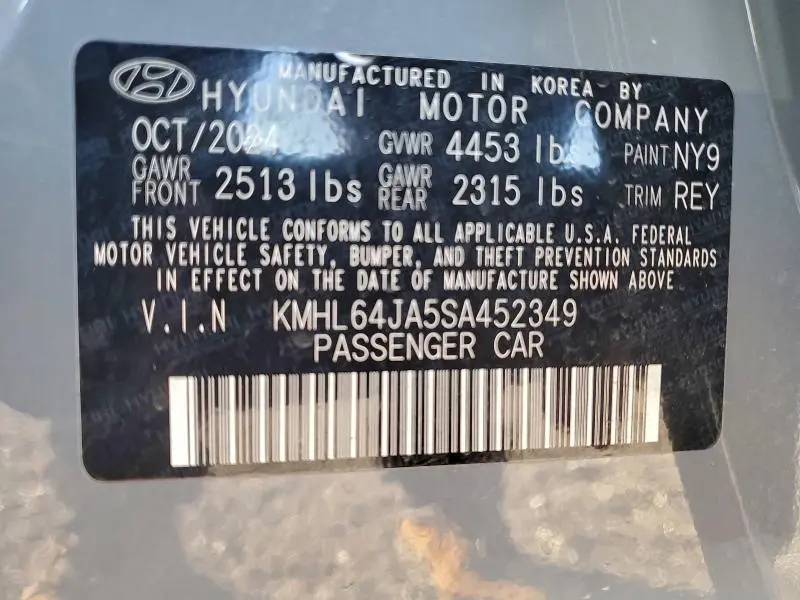 MANUFACTURED IN KOREA BY
HYUNDAI MOTOR COMPANY
OCT/2024 GVWR 4453 lbs PAINT NY9
GAWR FRONT 2513 lbs GAWR REAR 2315 lbs TRIM REY
THIS VEHICLE CONFORMS TO ALL APPLICABLE U.S.A. FEDERAL
MOTOR VEHICLE SAFETY, BUMPER, AND THEFT PREVENTION STANDARDS
IN EFFECT ON THE DATE OF MANUFACTURE SHOWN ABOVE
V.I.N KMHL64JA5SA452349
PASSENGER CAR